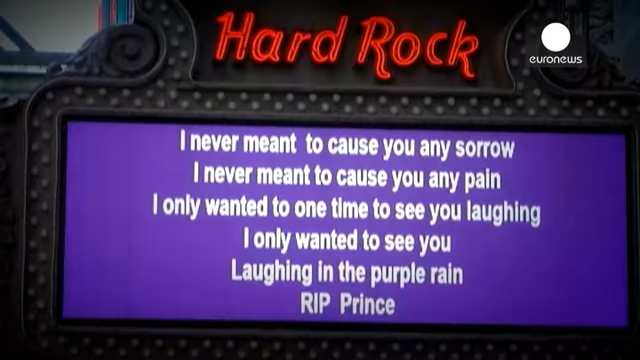 Hard Rock
euronews
I never meant to cause you any sorrow
I never meant to cause you any pain
I only wanted to one time to see you laughing
I only wanted to see you
Laughing in the purple rain
RIP Prince